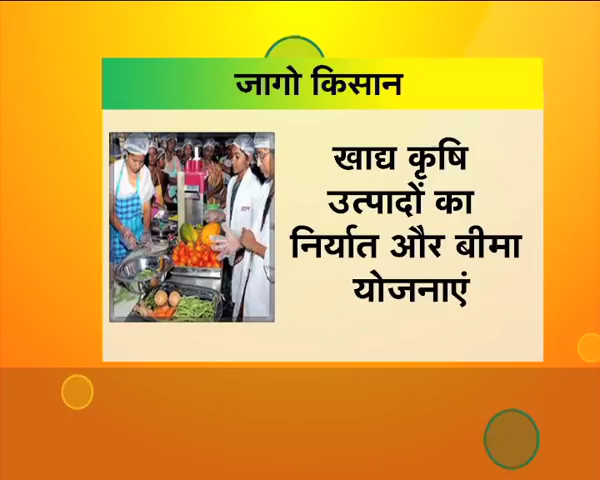 जागो किसान
खाद्य कृषि
उत्पादों का
निर्यात और बीमा
योजनाएं